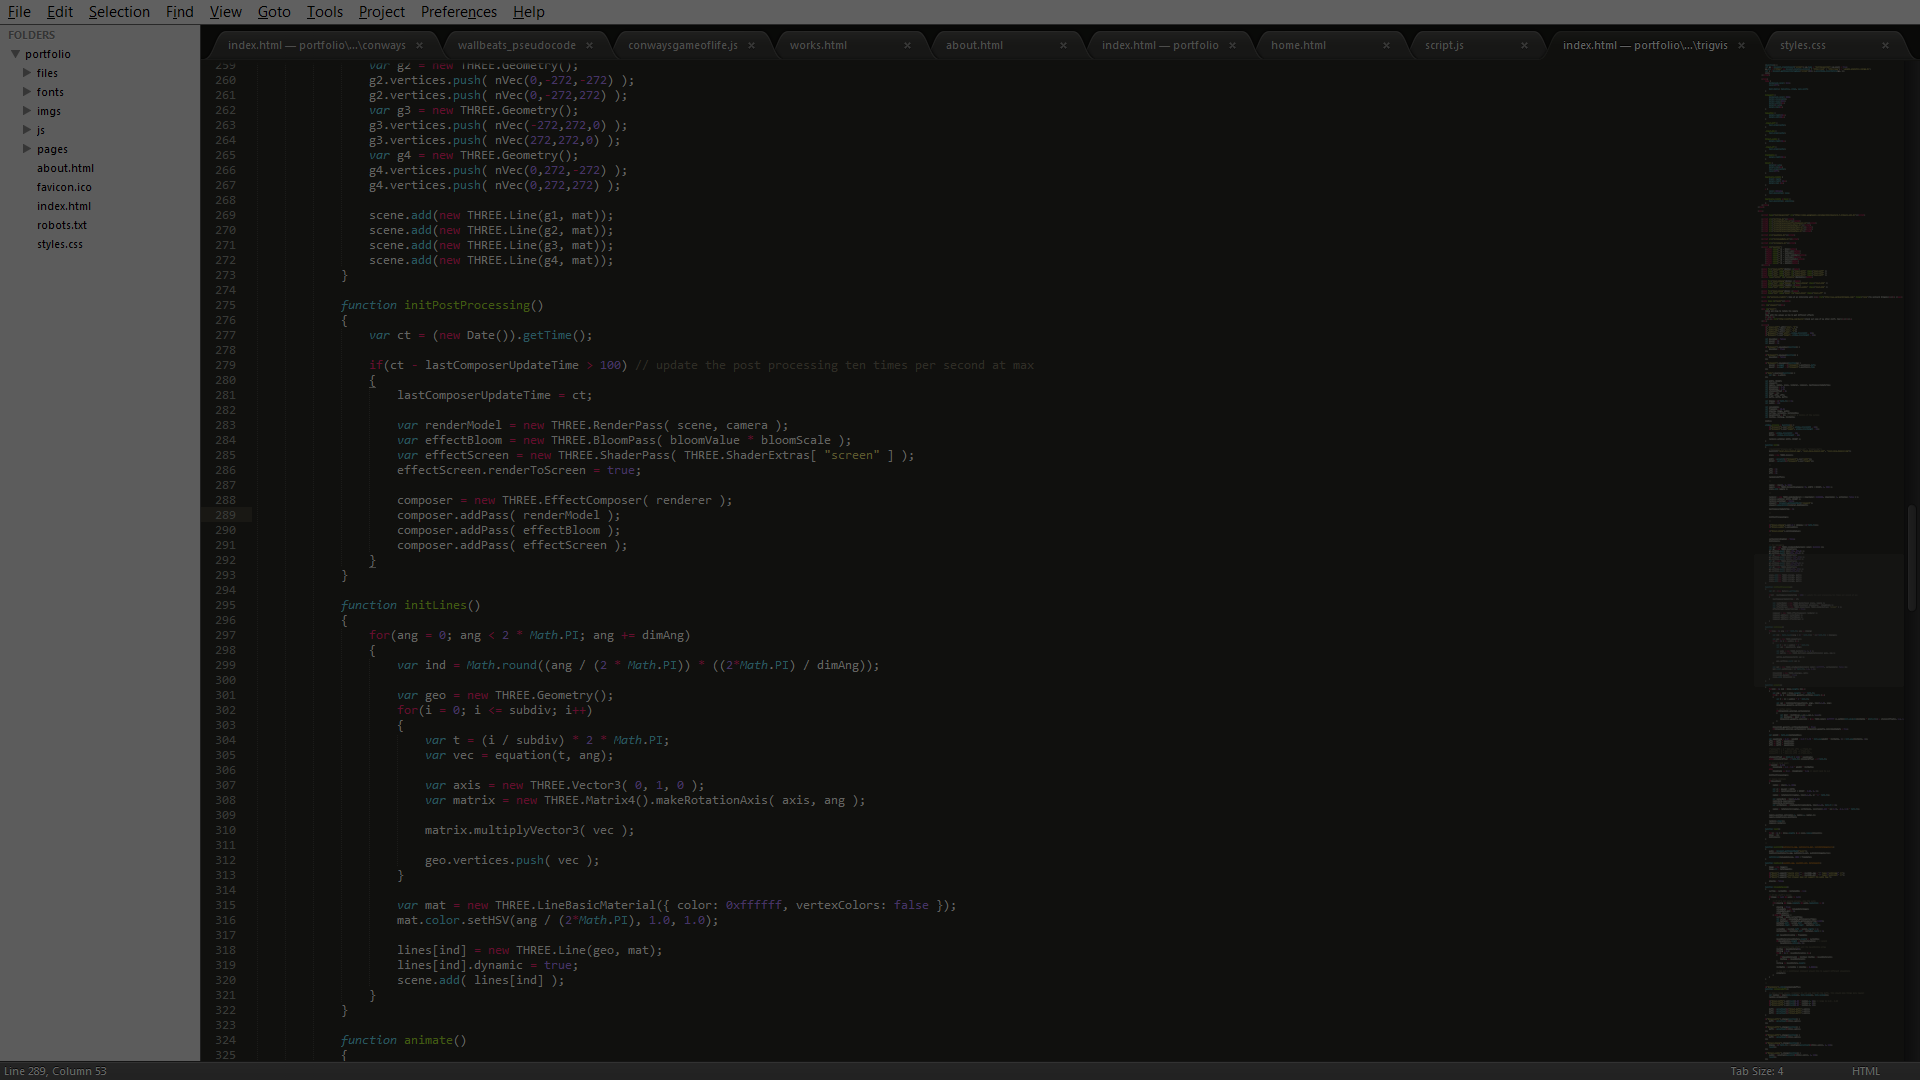 File Edit Selection Find View Goto Tools Project Preferences Help
FOLDERS
portfolio
files
fonts
imgs
js
pages
about.html
favicon.ico
index.html
robots.txt
styles.css
index.html — portfolio\...\conways × wallbeats_pseudocode × conwaysgameoflife.js × works.html × about.html × index.html — portfolio × home.html × script.js × index.html — portfolio\...\trigvis × styles.css ×
259 var g2 = new THREE.Geometry();
260 g2.vertices.push( nVec(0,-272,-272) );
261 g2.vertices.push( nVec(0,-272,272) );
262 var g3 = new THREE.Geometry();
263 g3.vertices.push( nVec(-272,272,0) );
264 g3.vertices.push( nVec(272,272,0) );
265 var g4 = new THREE.Geometry();
266 g4.vertices.push( nVec(0,272,-272) );
267 g4.vertices.push( nVec(0,272,272) );
268
269 scene.add(new THREE.Line(g1, mat));
270 scene.add(new THREE.Line(g2, mat));
271 scene.add(new THREE.Line(g3, mat));
272 scene.add(new THREE.Line(g4, mat));
273 }
274
275 function initPostProcessing()
276 {
277 var ct = (new Date()).getTime();
278
279 if(ct - lastComposerUpdateTime > 100) // update the post processing ten times per second at max
280 {
281 lastComposerUpdateTime = ct;
282
283 var renderModel = new THREE.RenderPass( scene, camera );
284 var effectBloom = new THREE.BloomPass( bloomValue * bloomScale );
285 var effectScreen = new THREE.ShaderPass( THREE.ShaderExtras[ "screen" ] );
286 effectScreen.renderToScreen = true;
287
288 composer = new THREE.EffectComposer( renderer );
289 composer.addPass( renderModel );
290 composer.addPass( effectBloom );
291 composer.addPass( effectScreen );
292 }
293 }
294
295 function initLines()
296 {
297 for(ang = 0; ang < 2 * Math.PI; ang += dimAng)
298 {
299 var ind = Math.round((ang / (2 * Math.PI)) * ((2*Math.PI) / dimAng));
300
301 var geo = new THREE.Geometry();
302 for(i = 0; i <= subdiv; i++)
303 {
304 var t = (i / subdiv) * 2 * Math.PI;
305 var vec = equation(t, ang);
306
307 var axis = new THREE.Vector3( 0, 1, 0 );
308 var matrix = new THREE.Matrix4().makeRotationAxis( axis, ang );
309
310 matrix.multiplyVector3( vec );
311
312 geo.vertices.push( vec );
313 }
314
315 var mat = new THREE.LineBasicMaterial({ color: 0xffffff, vertexColors: false });
316 mat.color.setHSV(ang / (2*Math.PI), 1.0, 1.0);
317
318 lines[ind] = new THREE.Line(geo, mat);
319 lines[ind].dynamic = true;
320 scene.add( lines[ind] );
321 }
322 }
323
324 function animate()
325 {
Line 289, Column 53 Tab Size: 4 HTML